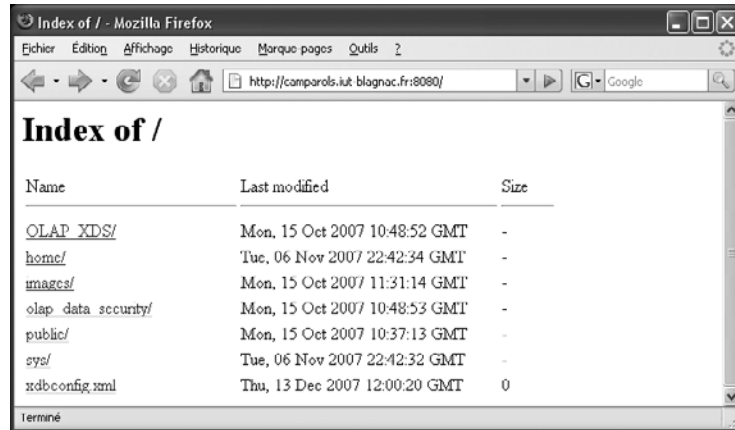 Index of / - Mozilla Firefox
Fichier Édition Affichage Historique Marque-pages Outils ?
http://camparols.iut-blagnac.fr:8080/ G Google
Index of /
Name Last modified Size
OLAP_XDS/ Mon, 15 Oct 2007 10:48:52 GMT -
home/ Tue, 06 Nov 2007 22:42:34 GMT -
images/ Mon, 15 Oct 2007 11:31:14 GMT -
olap_data_security/ Mon, 15 Oct 2007 10:48:53 GMT -
public/ Mon, 15 Oct 2007 10:37:13 GMT -
sys/ Tue, 06 Nov 2007 22:42:32 GMT -
xdbconfig.xml Thu, 13 Dec 2007 12:00:20 GMT 0
Terminé